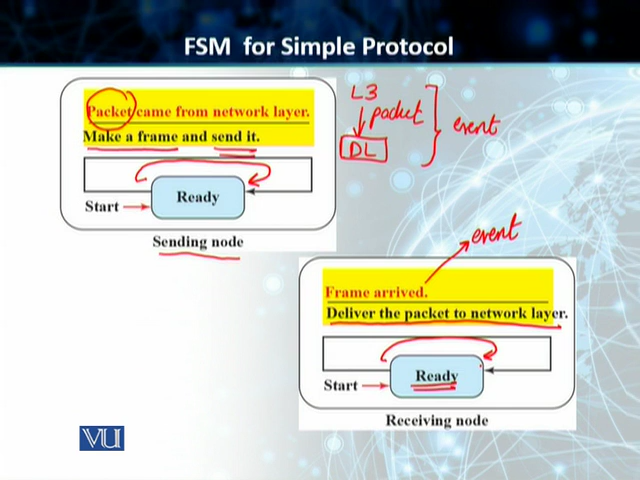 FSM for Simple Protocol
Packet came from network layer.
Make a frame and send it.
Ready
Start
Sending node
L3
packet
DL
event
event
Frame arrived.
Deliver the packet to network layer.
Ready
Start
Receiving node
VU